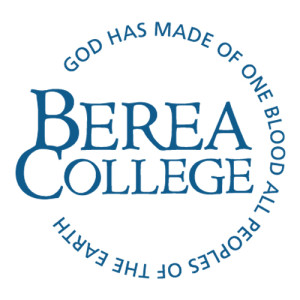 GOD HAS MADE OF ONE BLOOD ALL PEOPLES OF THE EARTH
BEREA
COLLEGE